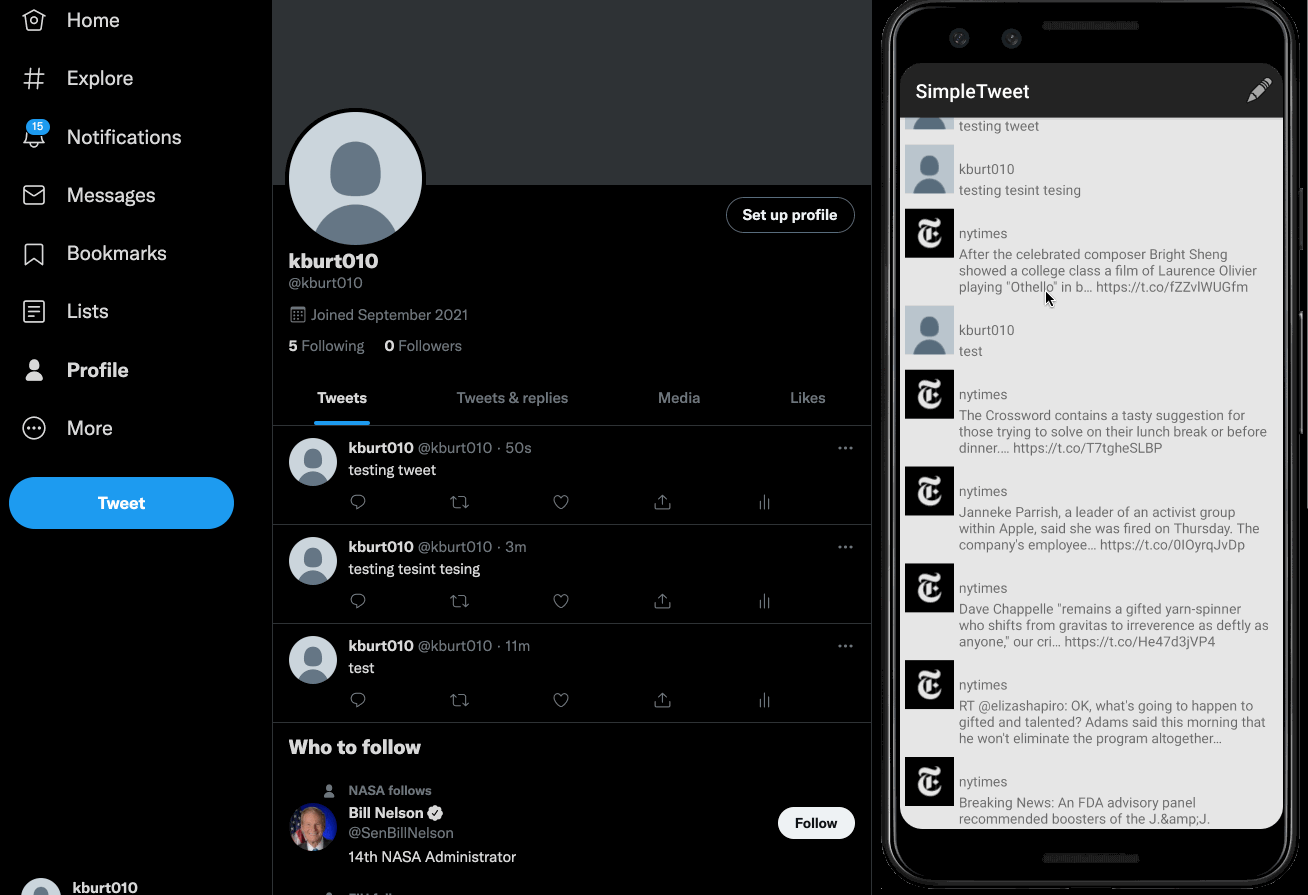 Home
Explore
15
Notifications
Messages
Bookmarks
Lists
Profile
More
Tweet
kburt010
Set up profile
kburt010
@kburt010
Joined September 2021
5 Following 0 Followers
Tweets Tweets & replies Media Likes
kburt010 @kburt010 · 50s
testing tweet
kburt010 @kburt010 · 3m
testing tesint tesing
kburt010 @kburt010 · 11m
test
Who to follow
NASA follows
Bill Nelson
@SenBillNelson
Follow
14th NASA Administrator
SimpleTweet
testing tweet
kburt010
testing tesint tesing
nytimes
After the celebrated composer Bright Sheng
showed a college class a film of Laurence Olivier
playing "Othello" in b… https://t.co/fZZvlWUGfm
kburt010
test
nytimes
The Crossword contains a tasty suggestion for
those trying to solve on their lunch break or before
dinner.… https://t.co/T7tgheSLBP
nytimes
Janneke Parrish, a leader of an activist group
within Apple, said she was fired on Thursday. The
company's employee… https://t.co/0IOyrqJvDp
nytimes
Dave Chappelle "remains a gifted yarn-spinner
who shifts from gravitas to irreverence as deftly as
anyone," our cri… https://t.co/He47d3jVP4
nytimes
RT @elizashapiro: OK, what's going to happen to
gifted and talented? Adams said this morning that
he won't eliminate the program altogether…
nytimes
Breaking News: An FDA advisory panel
recommended boosters of the J.&amp;J.